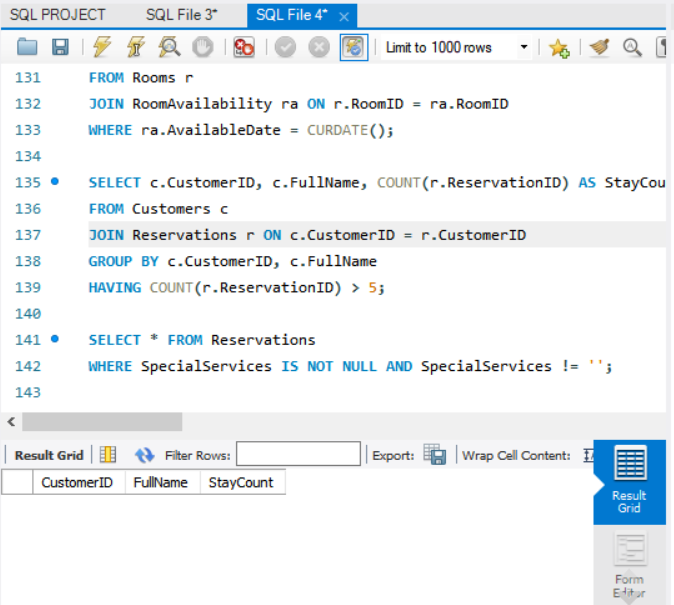 SQL PROJECT SQL File 3* SQL File 4*
Limit to 1000 rows
131 FROM Rooms r
132 JOIN RoomAvailability ra ON r.RoomID = ra.RoomID
133 WHERE ra.AvailableDate = CURDATE();
134
135 SELECT c.CustomerID, c.FullName, COUNT(r.ReservationID) AS StayCou
136 FROM Customers c
137 JOIN Reservations r ON c.CustomerID = r.CustomerID
138 GROUP BY c.CustomerID, c.FullName
139 HAVING COUNT(r.ReservationID) > 5;
140
141 SELECT * FROM Reservations
142 WHERE SpecialServices IS NOT NULL AND SpecialServices != '';
143
Result Grid Filter Rows: Export: Wrap Cell Content:
CustomerID FullName StayCount
Result
Grid
Form
Editor